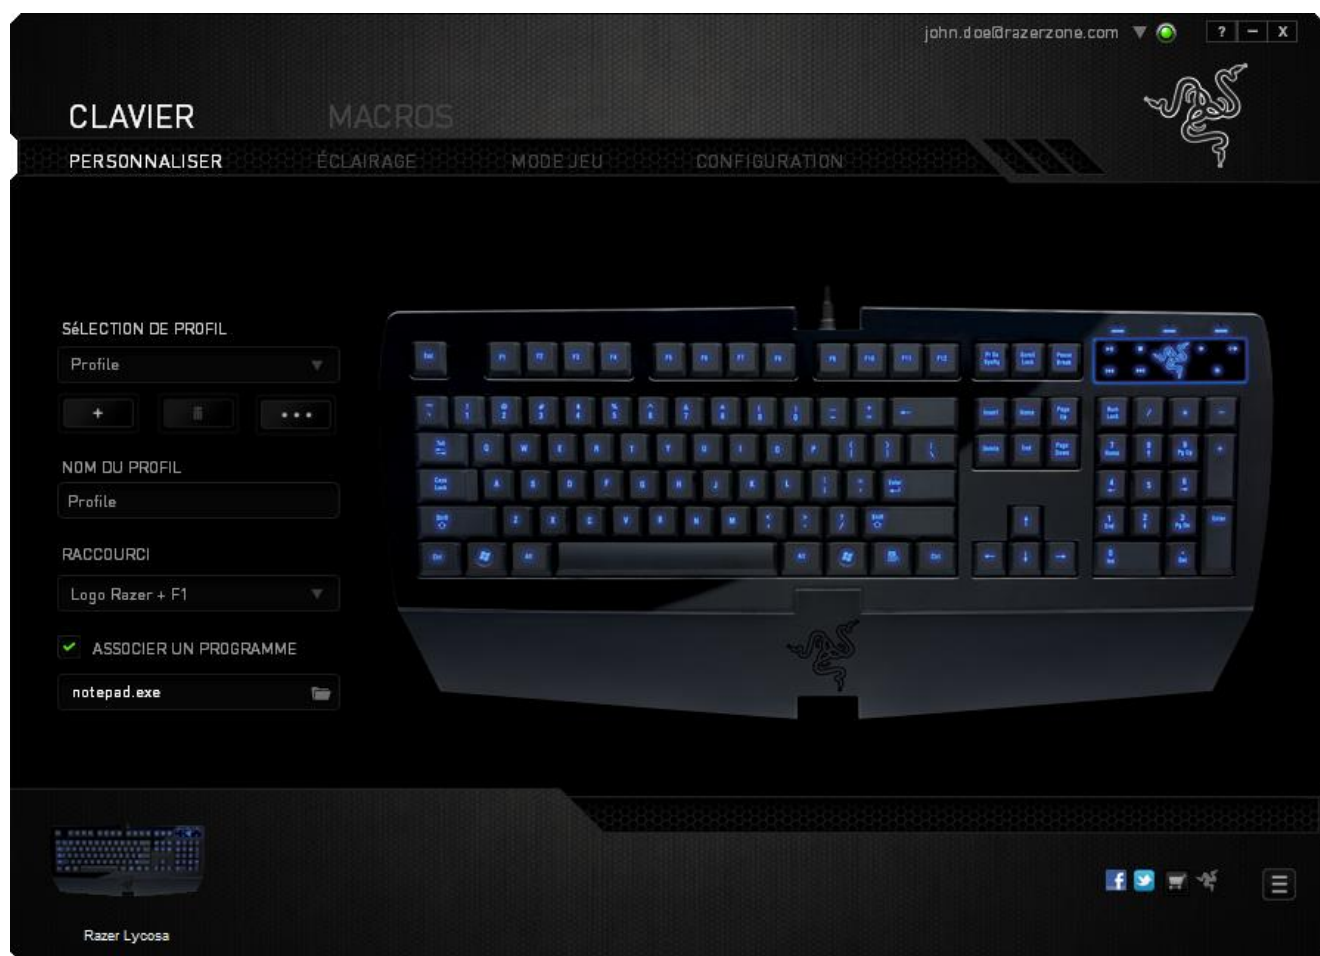 john.doe@razerzone.com
? – X
CLAVIER MACROS
PERSONNALISER ÉCLAIRAGE MODE JEU CONFIGURATION
SéLECTION DE PROFIL
Profile
+ •••
NOM DU PROFIL
Profile
RACCOURCI
Logo Razer + F1
ASSOCIER UN PROGRAMME
notepad.exe
Razer Lycosa